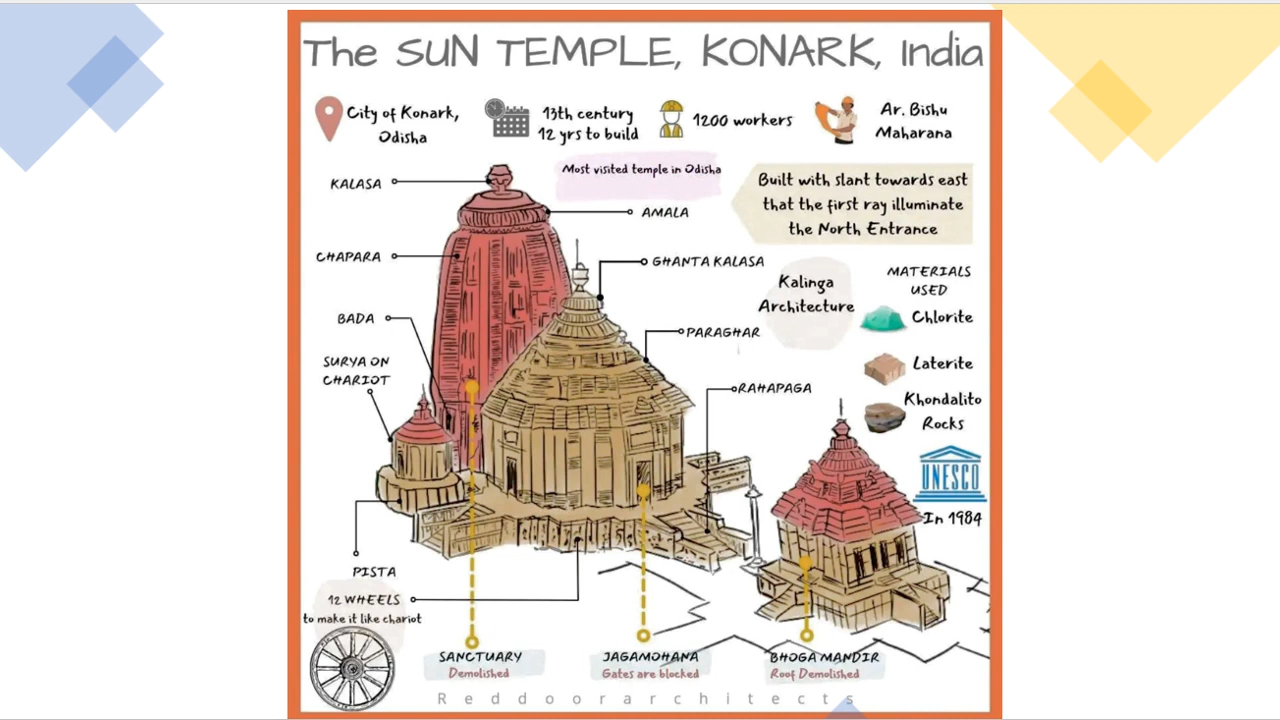 The SUN TEMPLE, KONARK, India
City of Konark,
Odisha
13th century
12 yrs to build
1200 workers
Ar. Bishu
Maharana
Most visited temple in Odisha
Built with slant towards east
that the first ray illuminate
the North Entrance
KALASA
AMALA
CHAPARA
GHANTA KALASA
Kalinga
Architecture
MATERIALS
USED
Chlorite
BADA
PARAGHAR
Laterite
SURYA ON
CHARIOT
RAHAPAGA
Khondalito
Rocks
UNESCO
In 1984
PISTA
12 WHEELS
to make it like chariot
SANCTUARY
Demolished
JAGAMOHANA
Gates are blocked
BHOGA MANDIR
Roof Demolished
Reddoorarchitects